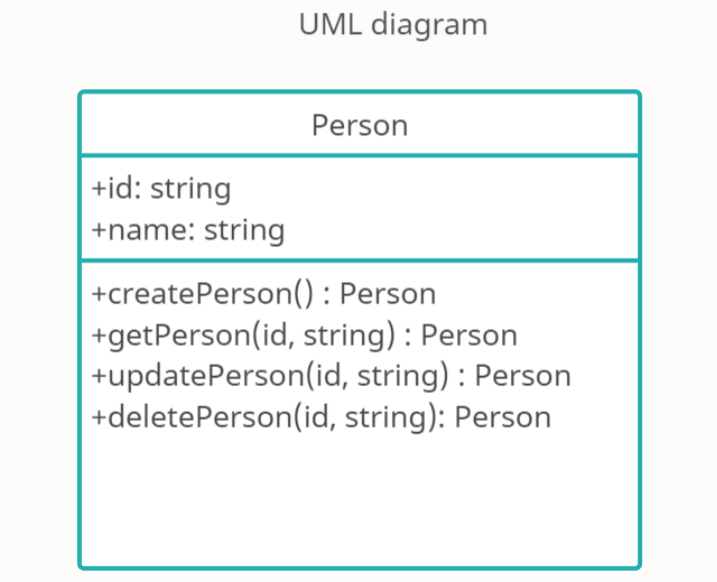 UML diagram
Person
+id: string
+name: string
+createPerson() : Person
+getPerson(id, string) : Person
+updatePerson(id, string) : Person
+deletePerson(id, string): Person